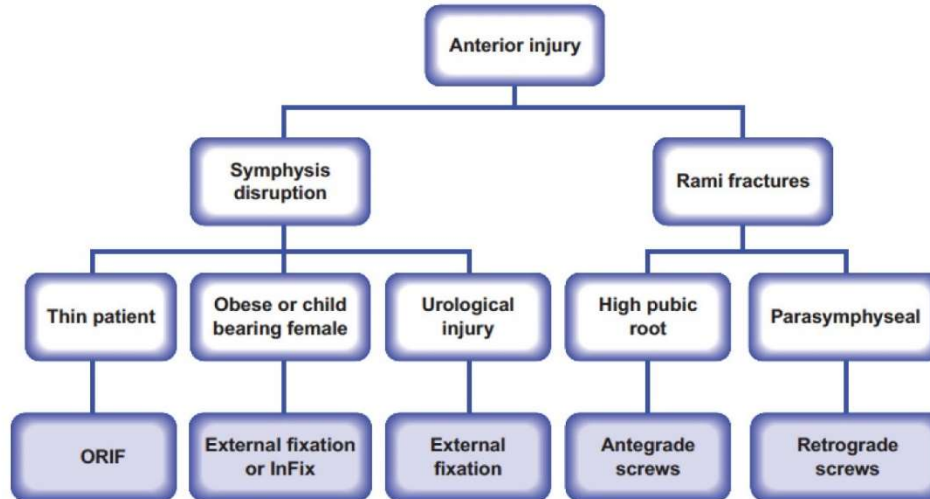 Anterior injury
Symphysis
disruption
Rami fractures
Thin patient
Obese or child
bearing female
Urological
injury
High pubic
root
Parasymphyseal
ORIF
External fixation
or InFix
External
fixation
Antegrade
screws
Retrograde
screws